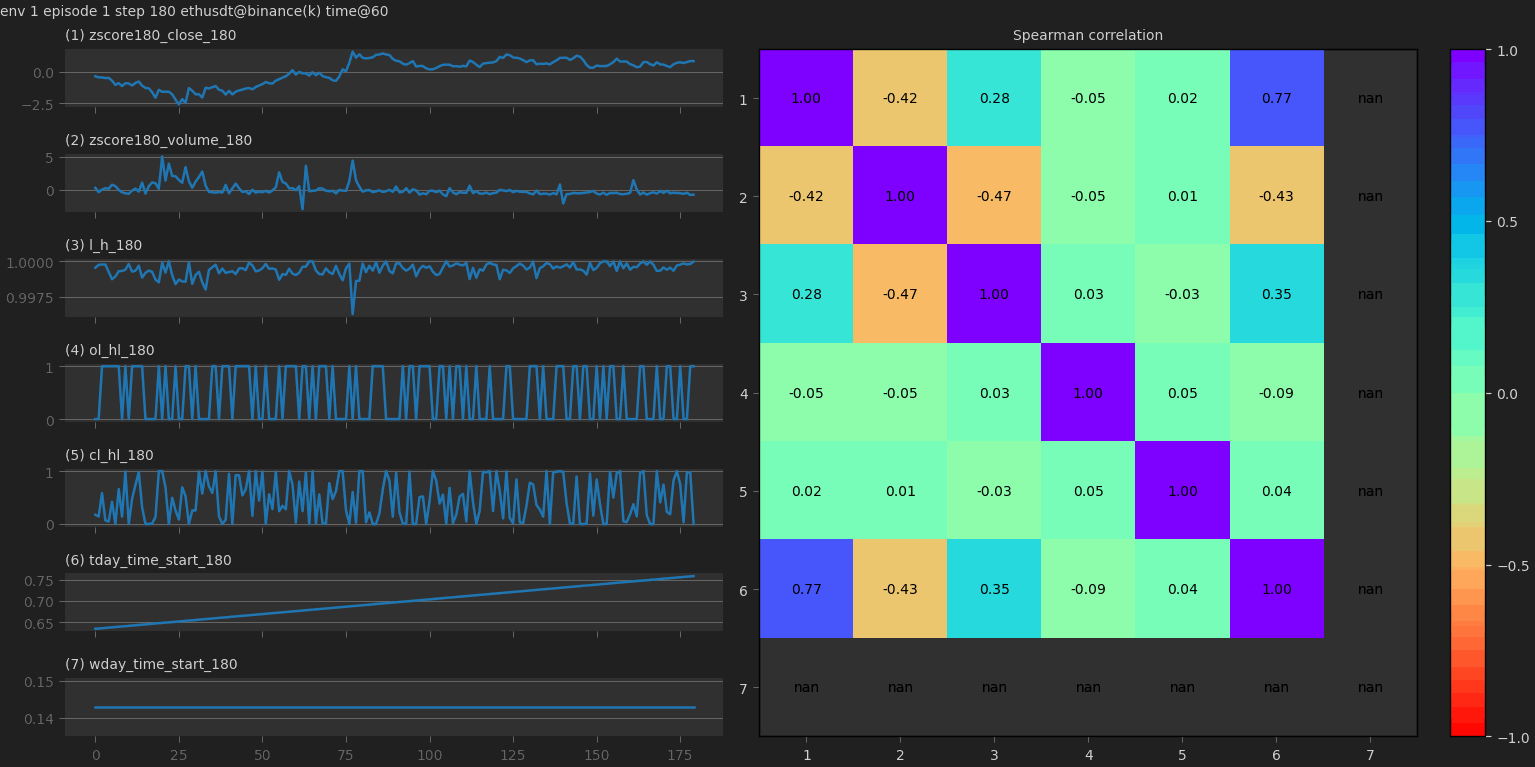 env 1 episode 1 step 180 ethusdt@binance(k) time@60
(1) zscore180_close_180
0.0
−2.5
(2) zscore180_volume_180
5
0
(3) l_h_180
1.0000
0.9975
(4) ol_hl_180
1
0
(5) cl_hl_180
1
0
(6) tday_time_start_180
0.75
0.70
0.65
(7) wday_time_start_180
0.15
0.14
0 25 50 75 100 125 150 175
Spearman correlation
1 1.00 -0.42 0.28 -0.05 0.02 0.77 nan
2 -0.42 1.00 -0.47 -0.05 0.01 -0.43 nan
3 0.28 -0.47 1.00 0.03 -0.03 0.35 nan
4 -0.05 -0.05 0.03 1.00 0.05 -0.09 nan
5 0.02 0.01 -0.03 0.05 1.00 0.04 nan
6 0.77 -0.43 0.35 -0.09 0.04 1.00 nan
7 nan nan nan nan nan nan nan
1 2 3 4 5 6 7
1.0
0.5
0.0
−0.5
−1.0